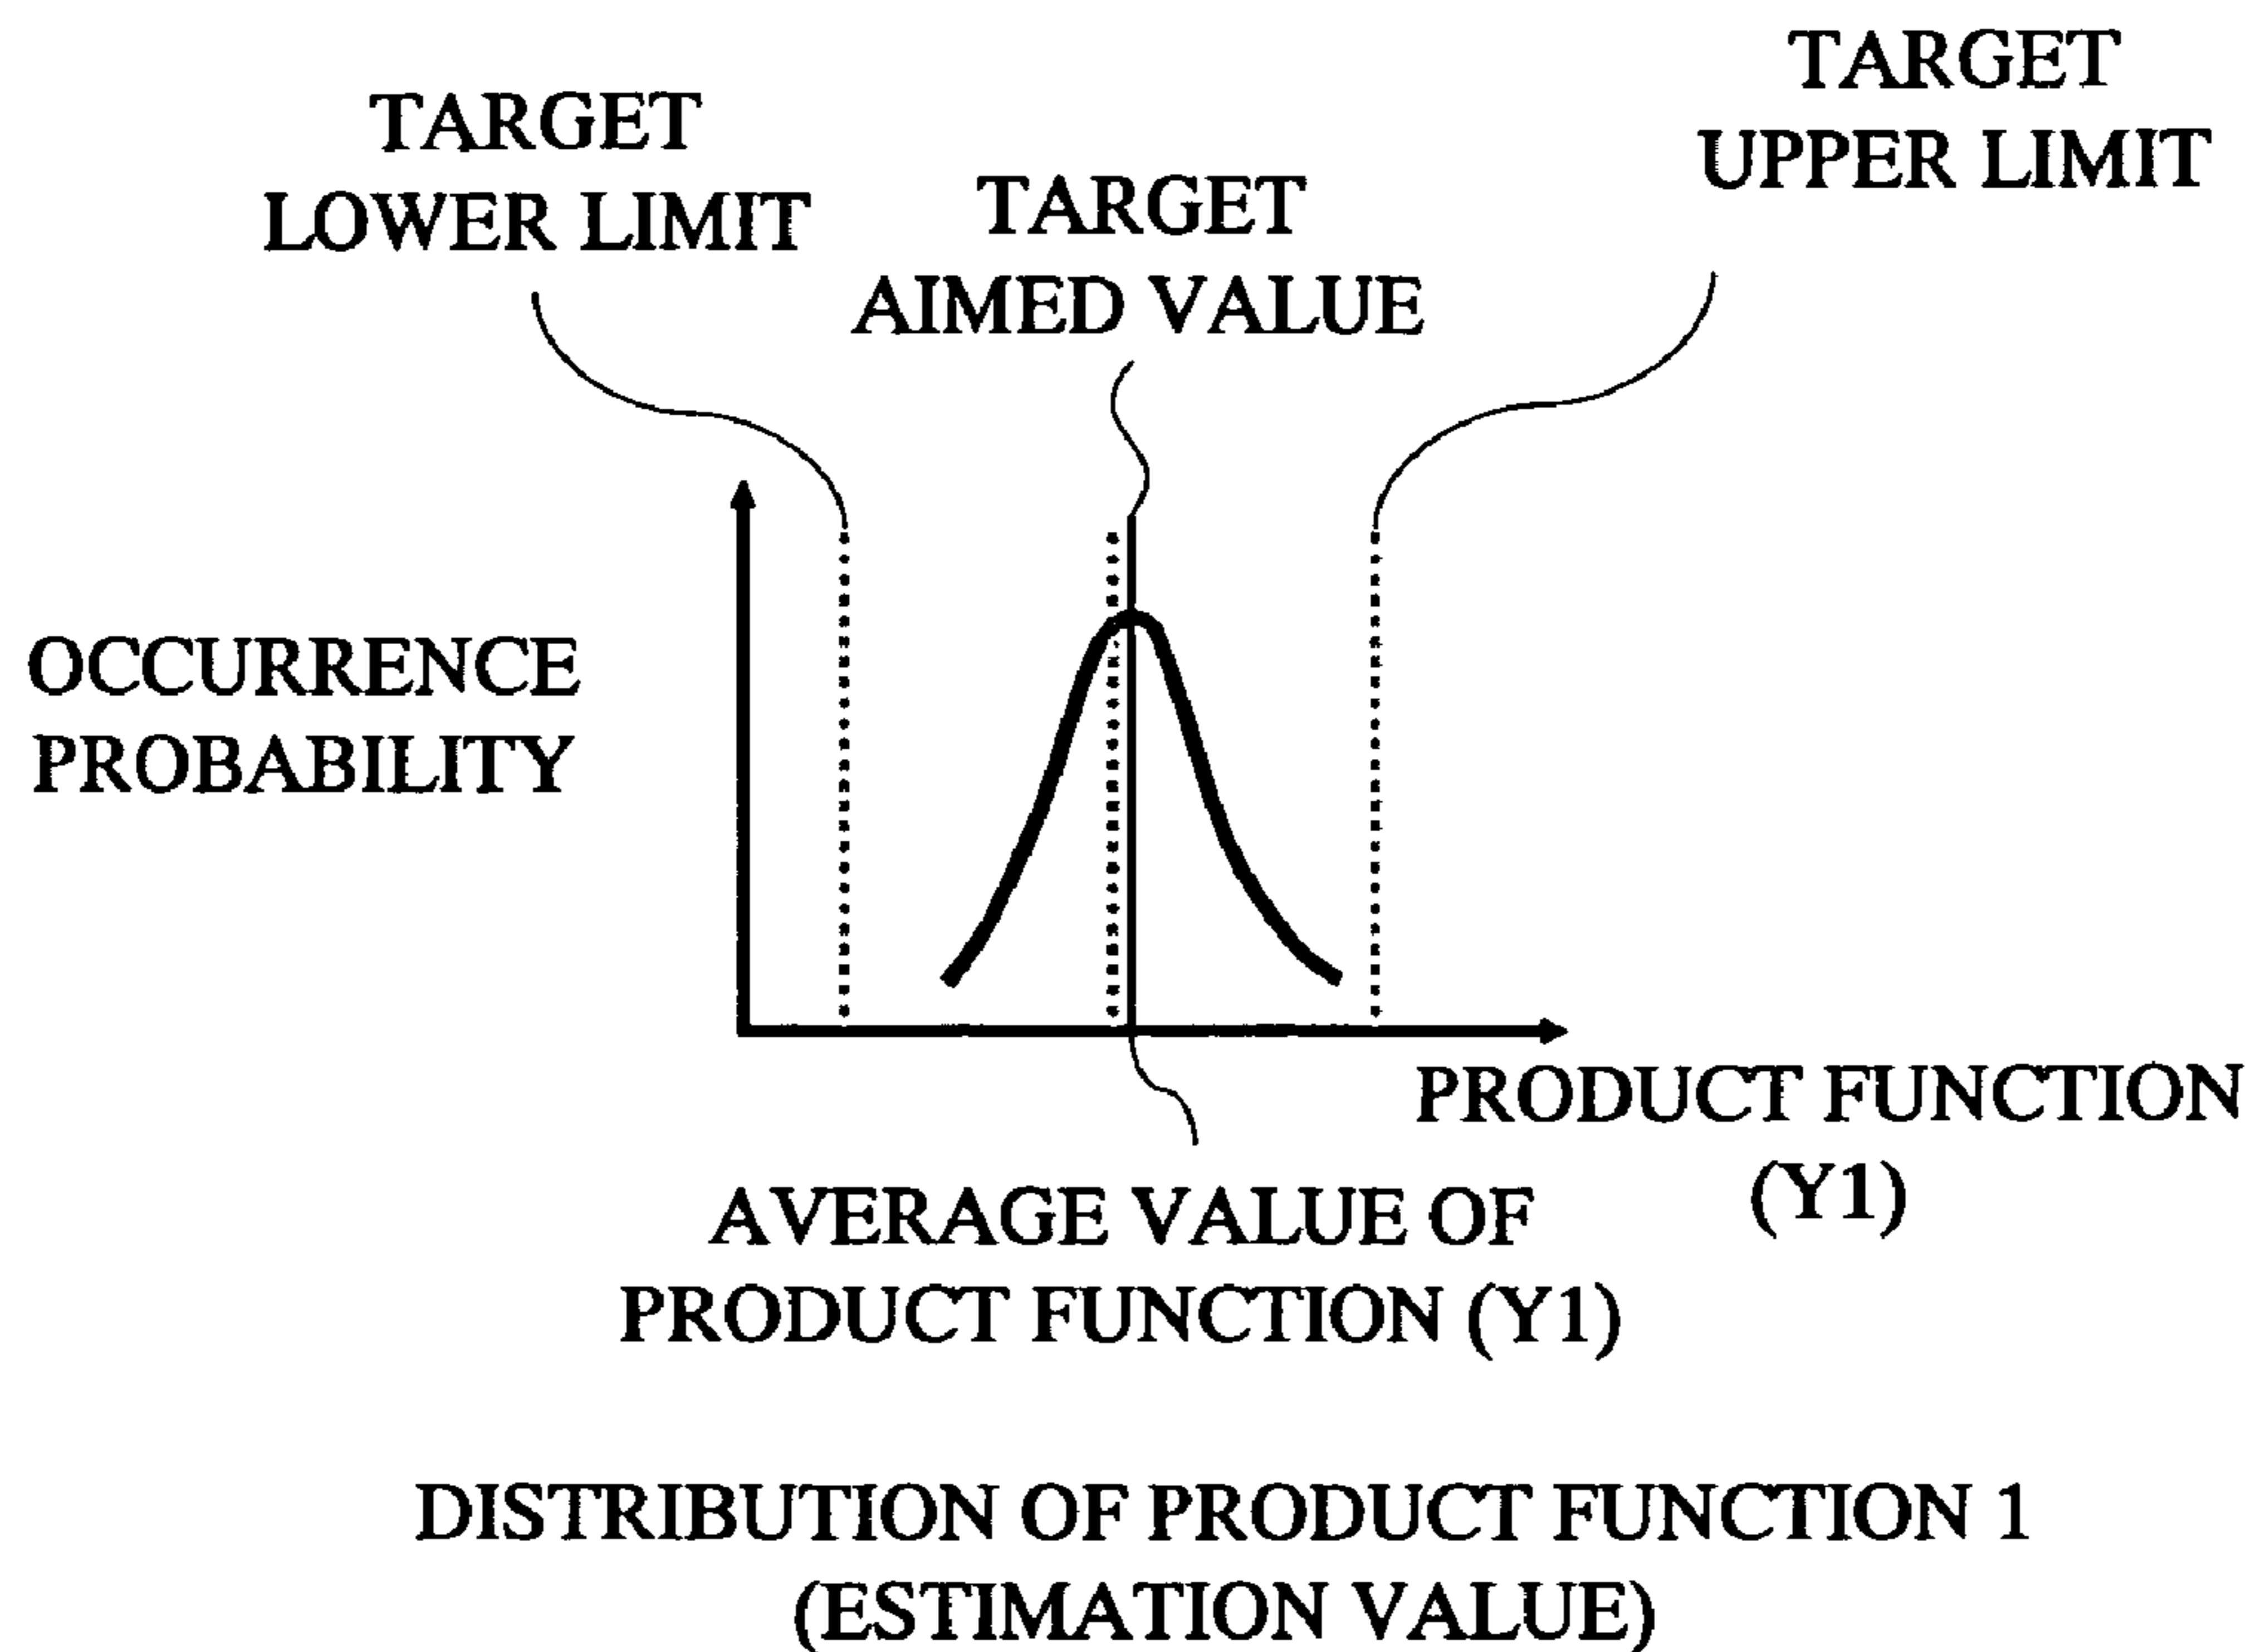 TARGET
UPPER LIMIT
TARGET
LOWER LIMIT
TARGET
AIMED VALUE
OCCURRENCE
PROBABILITY
PRODUCT FUNCTION
(Y1)
AVERAGE VALUE OF
PRODUCT FUNCTION (Y1)
DISTRIBUTION OF PRODUCT FUNCTION 1
(ESTIMATION VALUE)